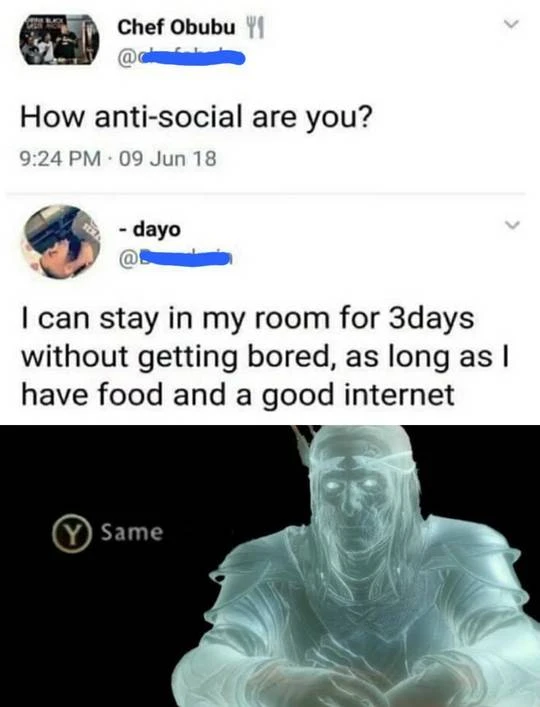 Chef Obubu
@
How anti-social are you?
9:24 PM · 09 Jun 18
- dayo
@
I can stay in my room for 3days
without getting bored, as long as I
have food and a good internet
Y Same